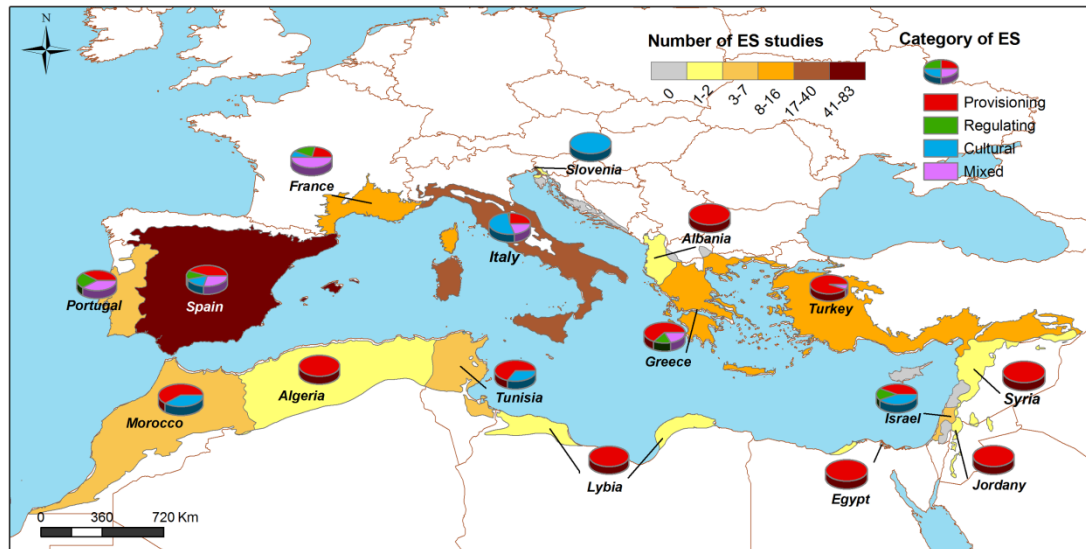 N
Number of ES studies
0
1-2
3-7
8-16
17-40
41-83
Category of ES
Provisioning
Regulating
Cultural
Mixed
France
Slovenia
Albania
Italy
Portugal
Spain
Turkey
Greece
Algeria
Tunisia
Morocco
Syria
Israel
Lybia
Egypt
Jordany
0 360 720 Km